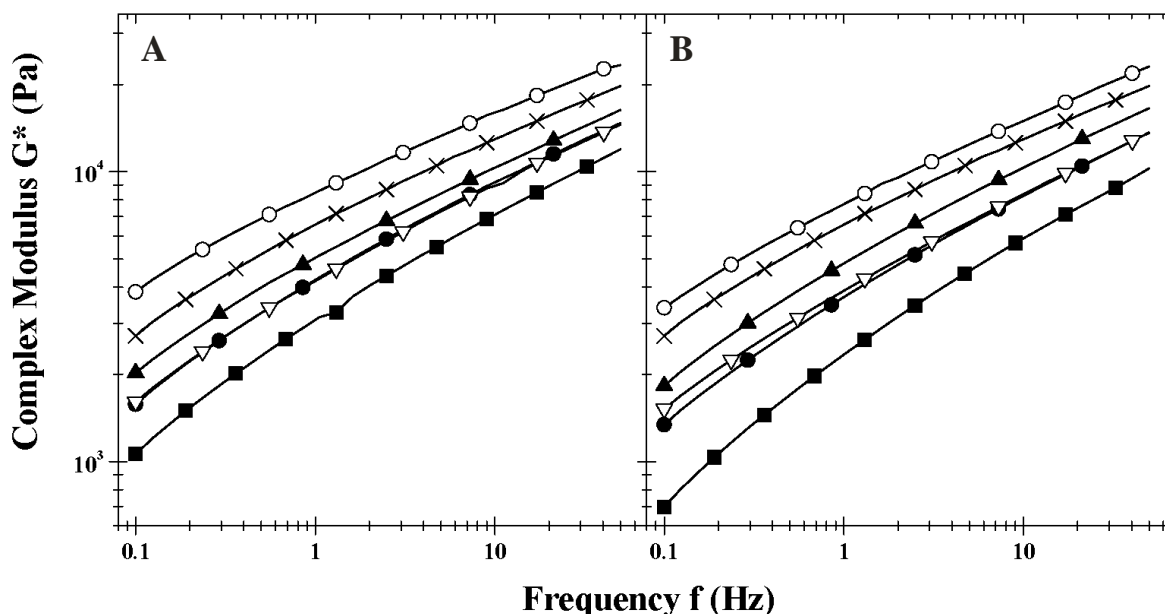 A B
Complex Modulus G* (Pa)
10⁴
10³
0.1 1 10 0.1 1 10
Frequency f (Hz)